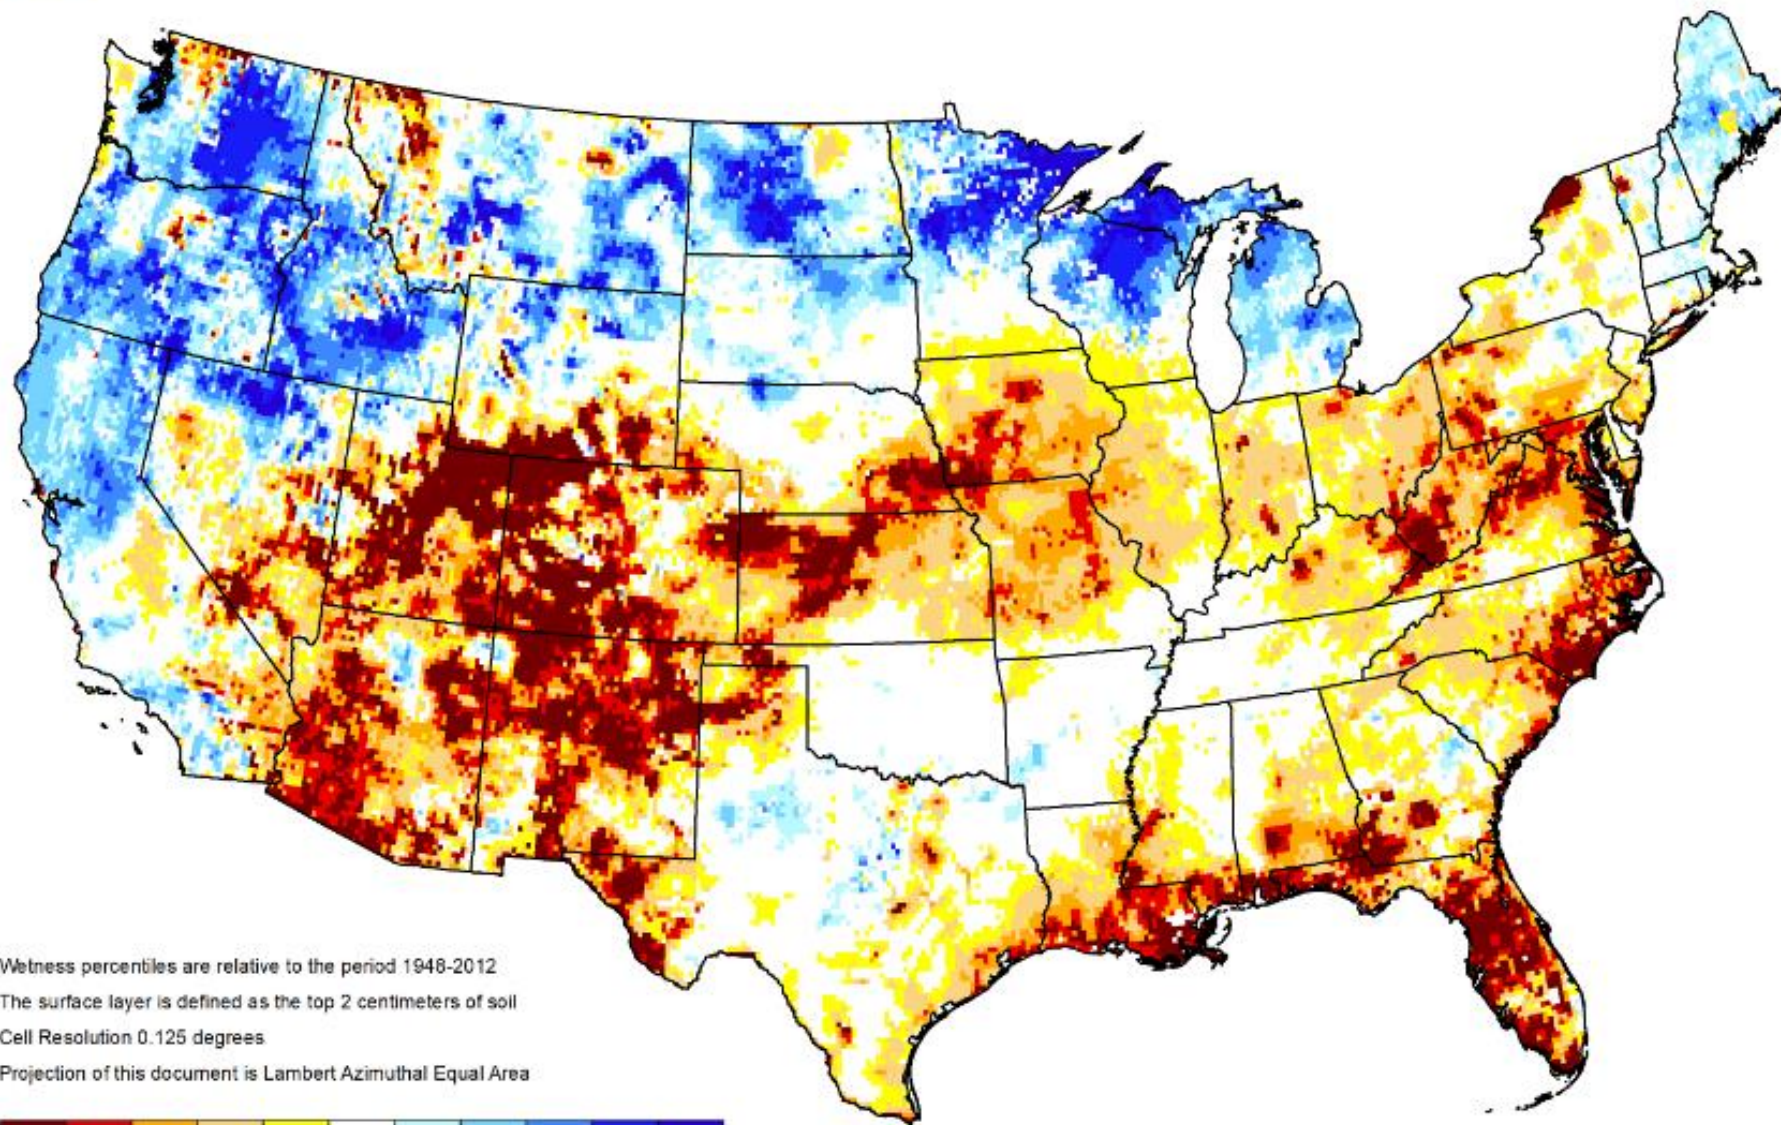 Wetness percentiles are relative to the period 1948-2012
The surface layer is defined as the top 2 centimeters of soil
Cell Resolution 0.125 degrees
Projection of this document is Lambert Azimuthal Equal Area